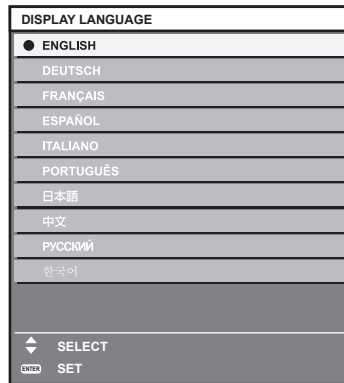 DISPLAY LANGUAGE
ENGLISH
DEUTSCH
FRANÇAIS
ESPAÑOL
ITALIANO
PORTUGUÊS
日本語
中文
РУССКИЙ
한국어
SELECT
ENTER SET